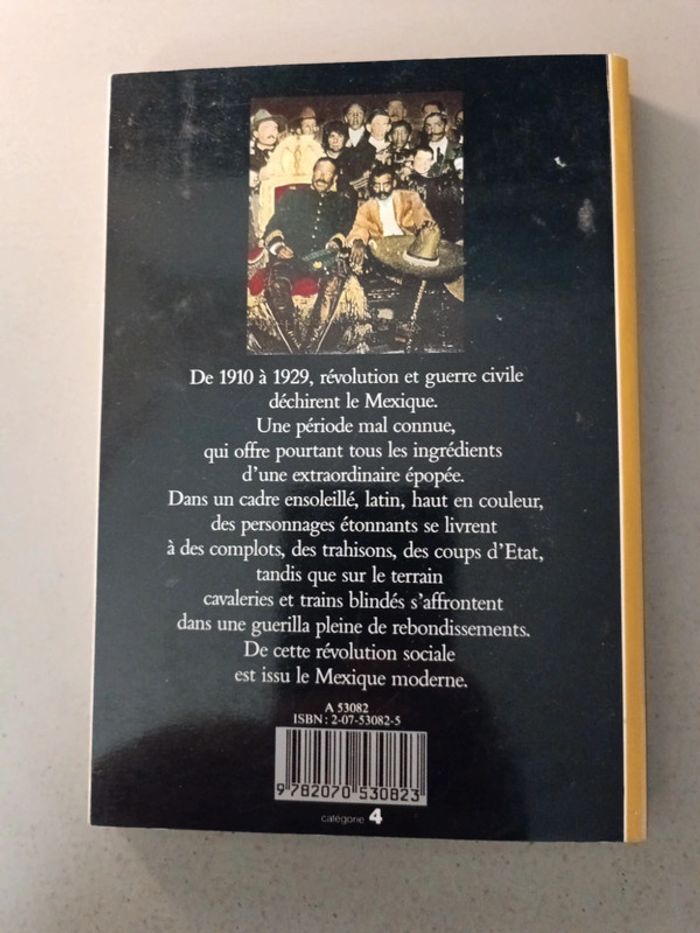 De 1910 à 1929, révolution et guerre civile
déchirent le Mexique.
Une période mal connue,
qui offre pourtant tous les ingrédients
d'une extraordinaire épopée.
Dans un cadre ensoleillé, latin, haut en couleur,
des personnages étonnants se livrent
à des complots, des trahisons, des coups d'Etat,
tandis que sur le terrain
cavaleries et trains blindés s'affrontent
dans une guerilla pleine de rebondissements.
De cette révolution sociale
est issu le Mexique moderne.
A 53082
ISBN : 2-07-53082-5
9 782070 530823
catégorie 4